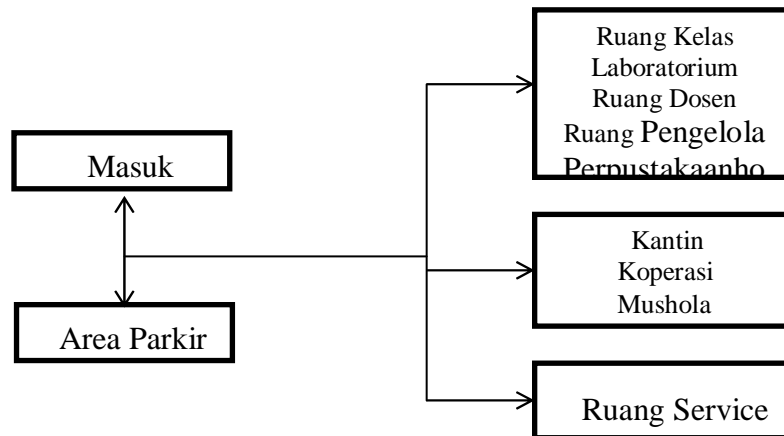 Masuk
Area Parkir
Ruang Kelas
Laboratorium
Ruang Dosen
Ruang Pengelola
Perpustakaanho
Kantin
Koperasi
Mushola
Ruang Service